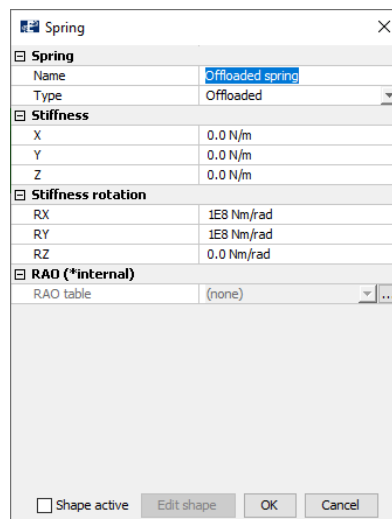 Spring
Spring
Name Offloaded spring
Type Offloaded
Stiffness
X 0.0 N/m
Y 0.0 N/m
Z 0.0 N/m
Stiffness rotation
RX 1E8 Nm/rad
RY 1E8 Nm/rad
RZ 0.0 Nm/rad
RAO (*internal)
RAO table (none) ...
Shape active Edit shape OK Cancel